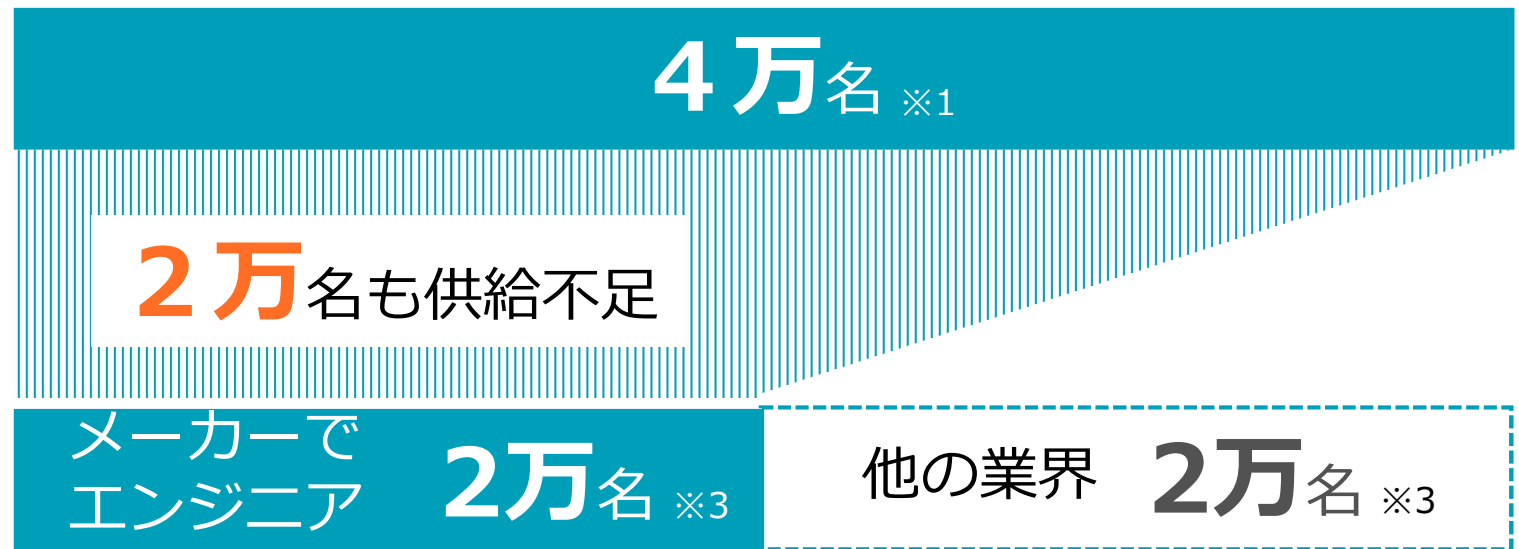 ４万名 ※1
２万名も供給不足
メーカーで
エンジニア
2万名 ※3
他の業界 2万名 ※3